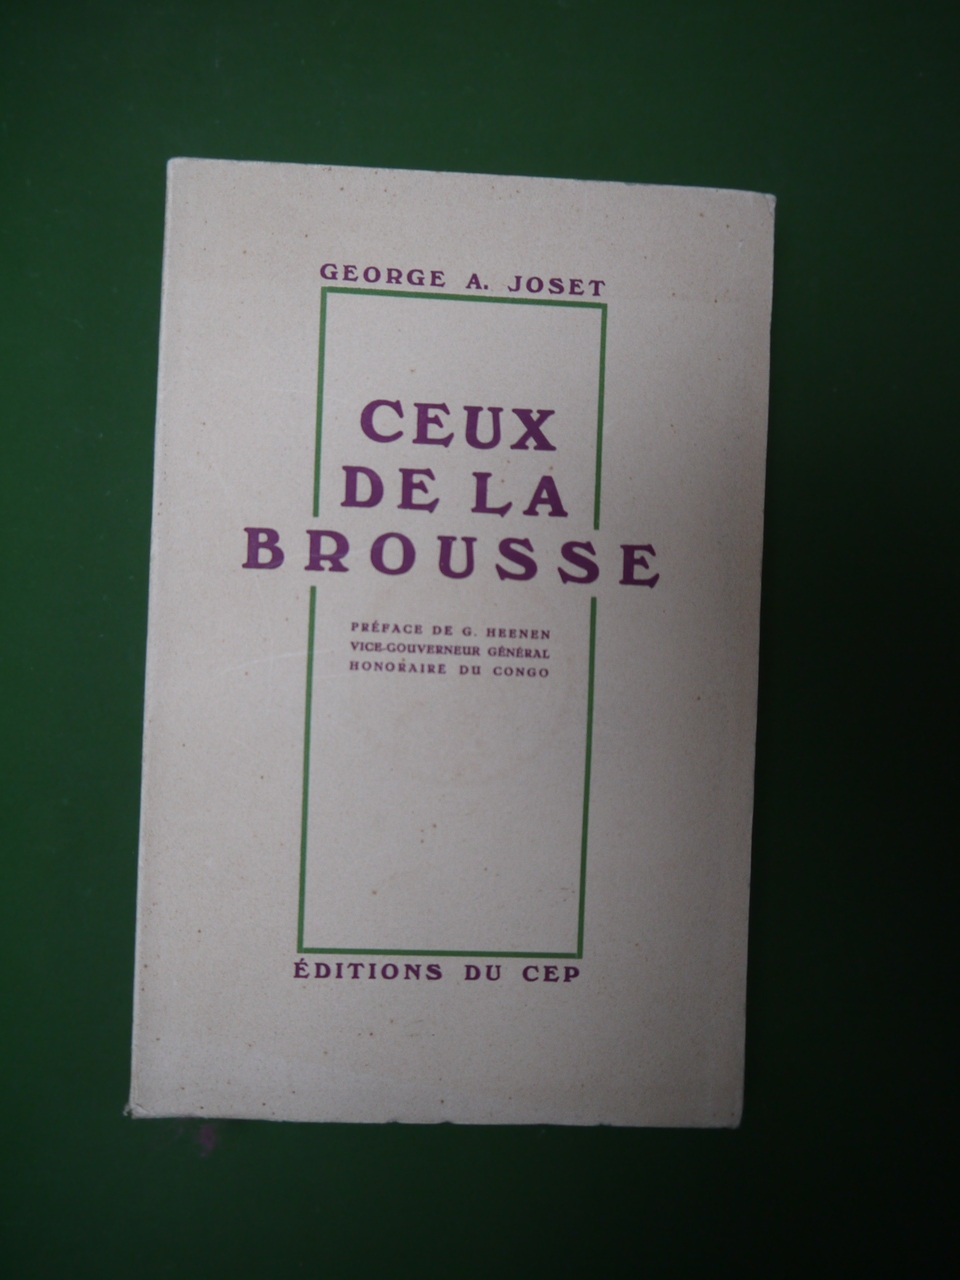 GEORGE A. JOSET
CEUX
DE LA
BROUSSE
PRÉFACE DE G. HEENEN
VICE-GOUVERNEUR GÉNÉRAL
HONORAIRE DU CONGO
ÉDITIONS DU CEP